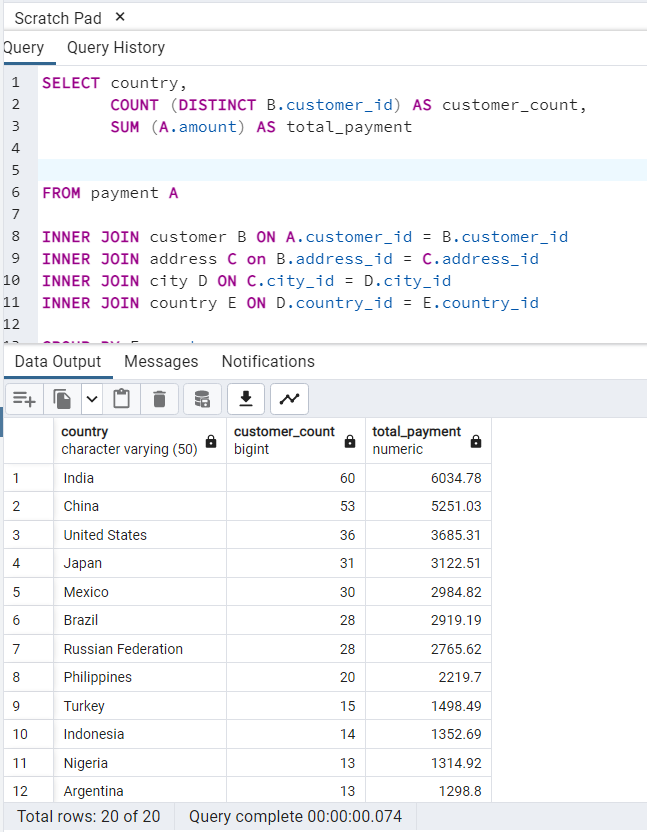 Scratch Pad ×
Query Query History
1 SELECT country,
2 COUNT (DISTINCT B.customer_id) AS customer_count,
3 SUM (A.amount) AS total_payment
4
5
6 FROM payment A
7
8 INNER JOIN customer B ON A.customer_id = B.customer_id
9 INNER JOIN address C on B.address_id = C.address_id
10 INNER JOIN city D ON C.city_id = D.city_id
11 INNER JOIN country E ON D.country_id = E.country_id
12
Data Output Messages Notifications
country customer_count total_payment
character varying (50) bigint numeric
1 India 60 6034.78
2 China 53 5251.03
3 United States 36 3685.31
4 Japan 31 3122.51
5 Mexico 30 2984.82
6 Brazil 28 2919.19
7 Russian Federation 28 2765.62
8 Philippines 20 2219.7
9 Turkey 15 1498.49
10 Indonesia 14 1352.69
11 Nigeria 13 1314.92
12 Argentina 13 1298.8
Total rows: 20 of 20 Query complete 00:00:00.074